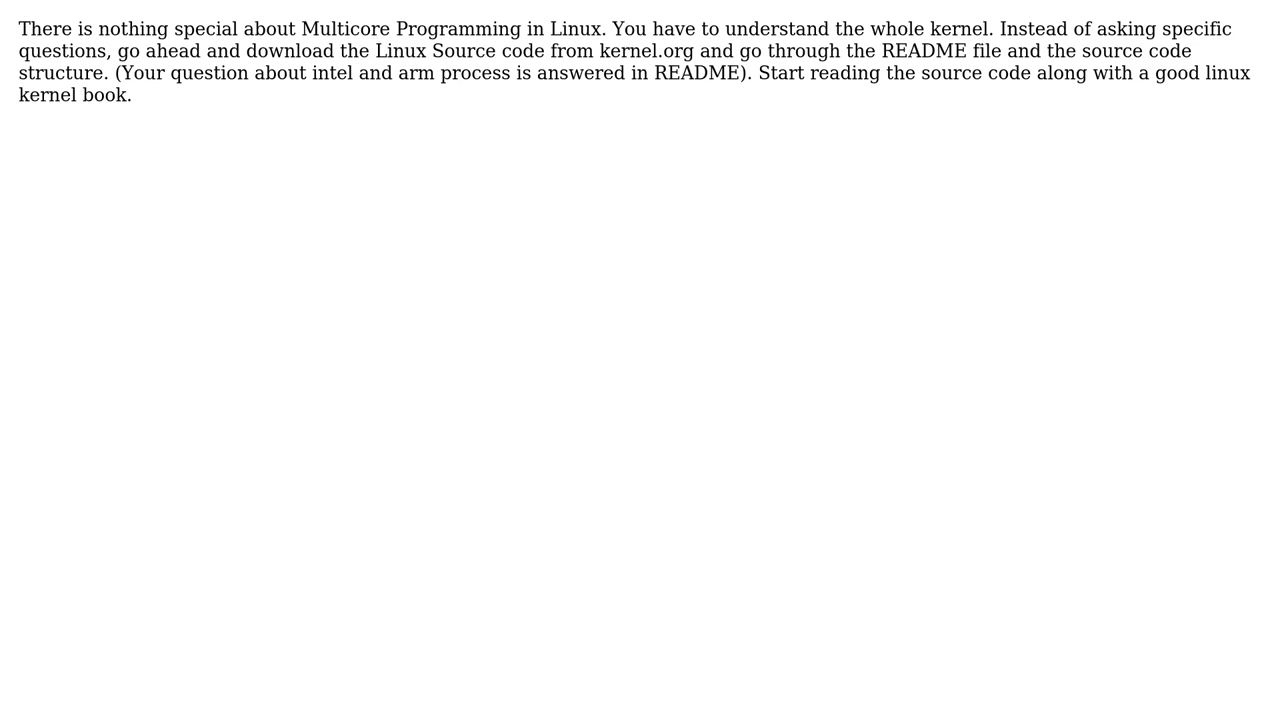 There is nothing special about Multicore Programming in Linux. You have to understand the whole kernel. Instead of asking specific
questions, go ahead and download the Linux Source code from kernel.org and go through the README file and the source code
structure. (Your question about intel and arm process is answered in README). Start reading the source code along with a good linux
kernel book.